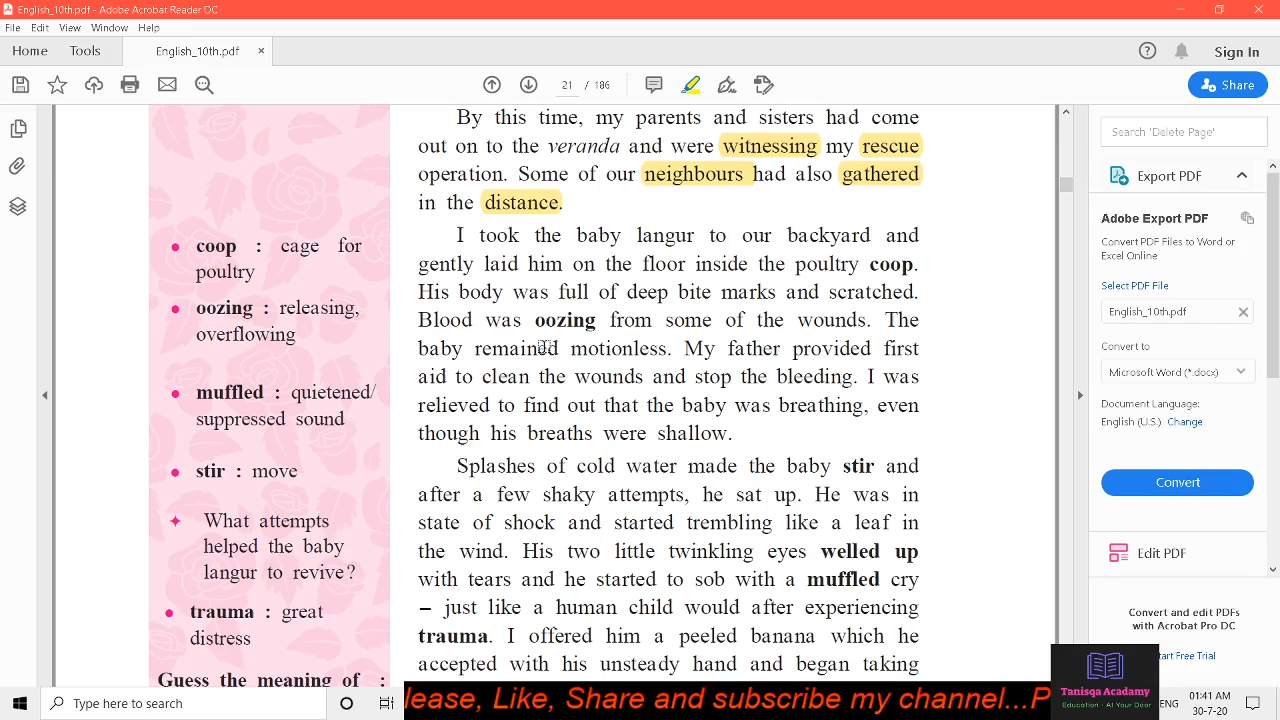 English_10th.pdf - Adobe Acrobat Reader DC
File Edit View Window Help
Home Tools English_10th.pdf × Sign In
21 / 186 Share
By this time, my parents and sisters had come
out on to the veranda and were witnessing my rescue
operation. Some of our neighbours had also gathered
in the distance.
I took the baby langur to our backyard and
gently laid him on the floor inside the poultry coop.
His body was full of deep bite marks and scratched.
Blood was oozing from some of the wounds. The
baby remained motionless. My father provided first
aid to clean the wounds and stop the bleeding. I was
relieved to find out that the baby was breathing, even
though his breaths were shallow.
Splashes of cold water made the baby stir and
after a few shaky attempts, he sat up. He was in
state of shock and started trembling like a leaf in
the wind. His two little twinkling eyes welled up
with tears and he started to sob with a muffled cry
– just like a human child would after experiencing
trauma. I offered him a peeled banana which he
accepted with his unsteady hand and began taking
• coop : cage for
poultry
• oozing : releasing,
overflowing
• muffled : quietened/
suppressed sound
• stir : move
What attempts
helped the baby
langur to revive?
• trauma : great
distress
Guess the meaning of :
Search 'Delete Page'
Export PDF
Adobe Export PDF
Convert PDF Files to Word or
Excel Online
Select PDF File
English_10th.pdf
Convert to
Microsoft Word (*.docx)
Document Language:
English (U.S.) Change
Convert
Edit PDF
Convert and edit PDFs
with Acrobat Pro DC
Start Free Trial
Type here to search
lease, Like, Share and subscribe my channel...P
Tanisqa Academy
Education - At Your Door
ENG
01:41 AM
30-7-20